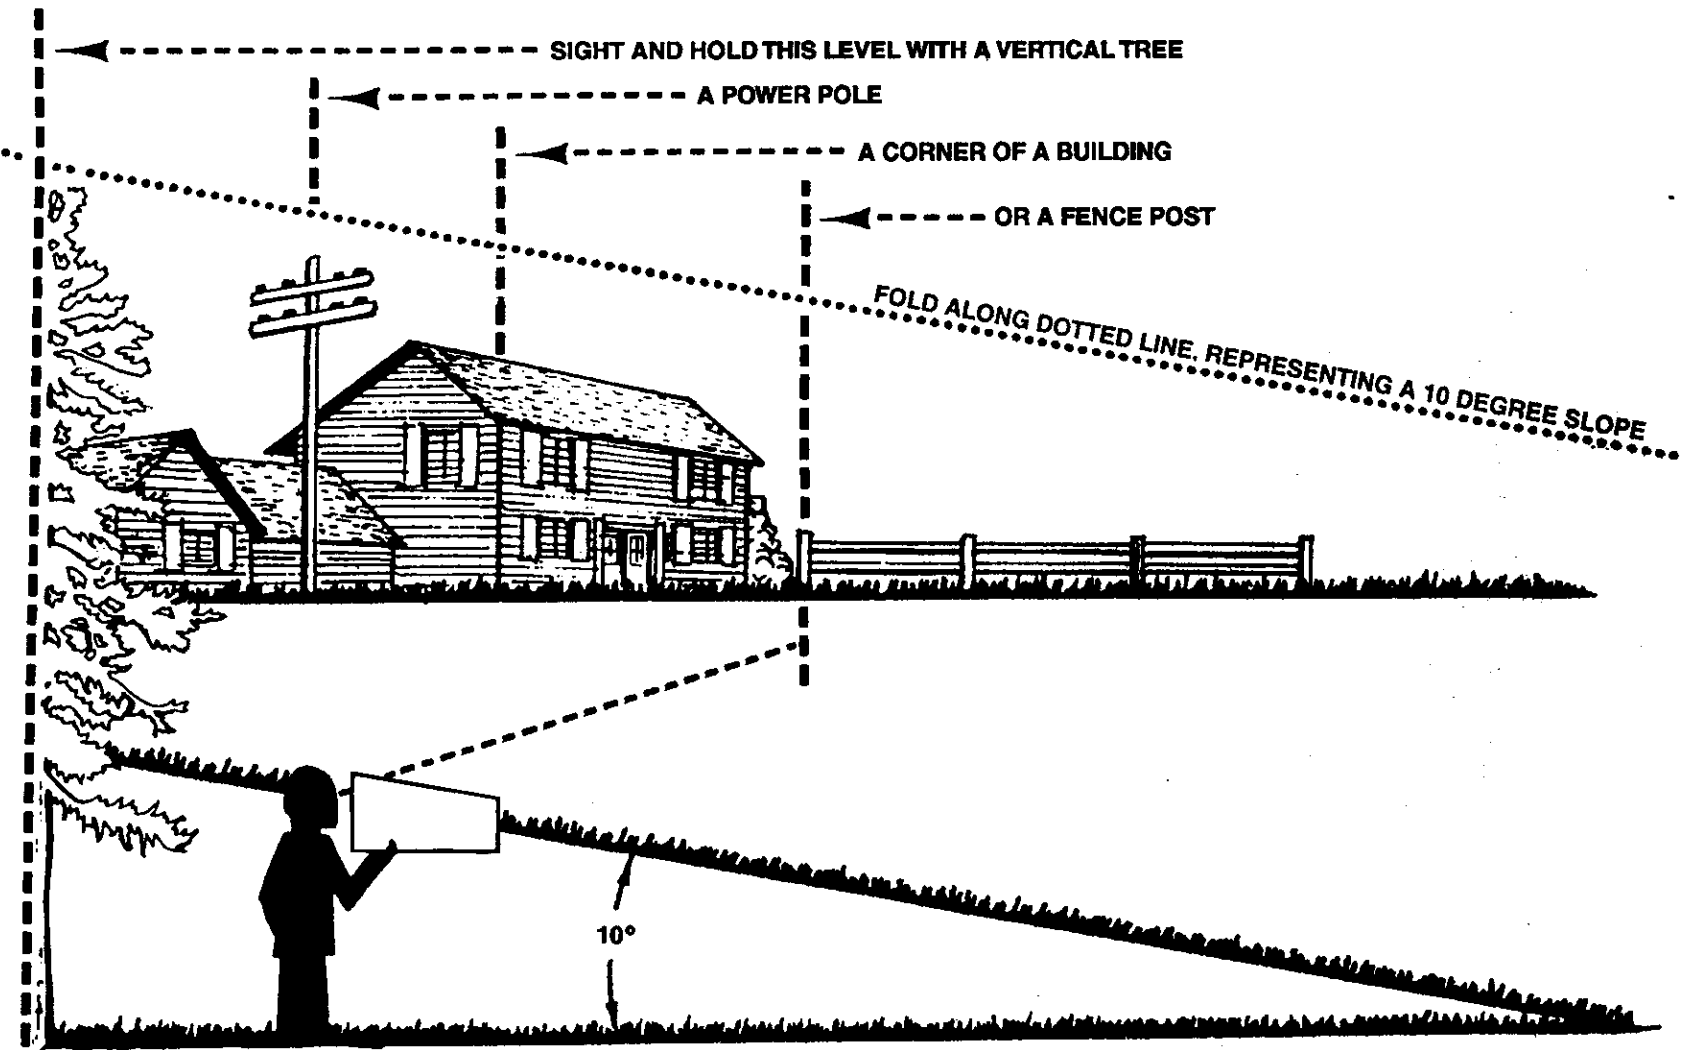 SIGHT AND HOLD THIS LEVEL WITH A VERTICAL TREE
A POWER POLE
A CORNER OF A BUILDING
OR A FENCE POST
FOLD ALONG DOTTED LINE, REPRESENTING A 10 DEGREE SLOPE
10°